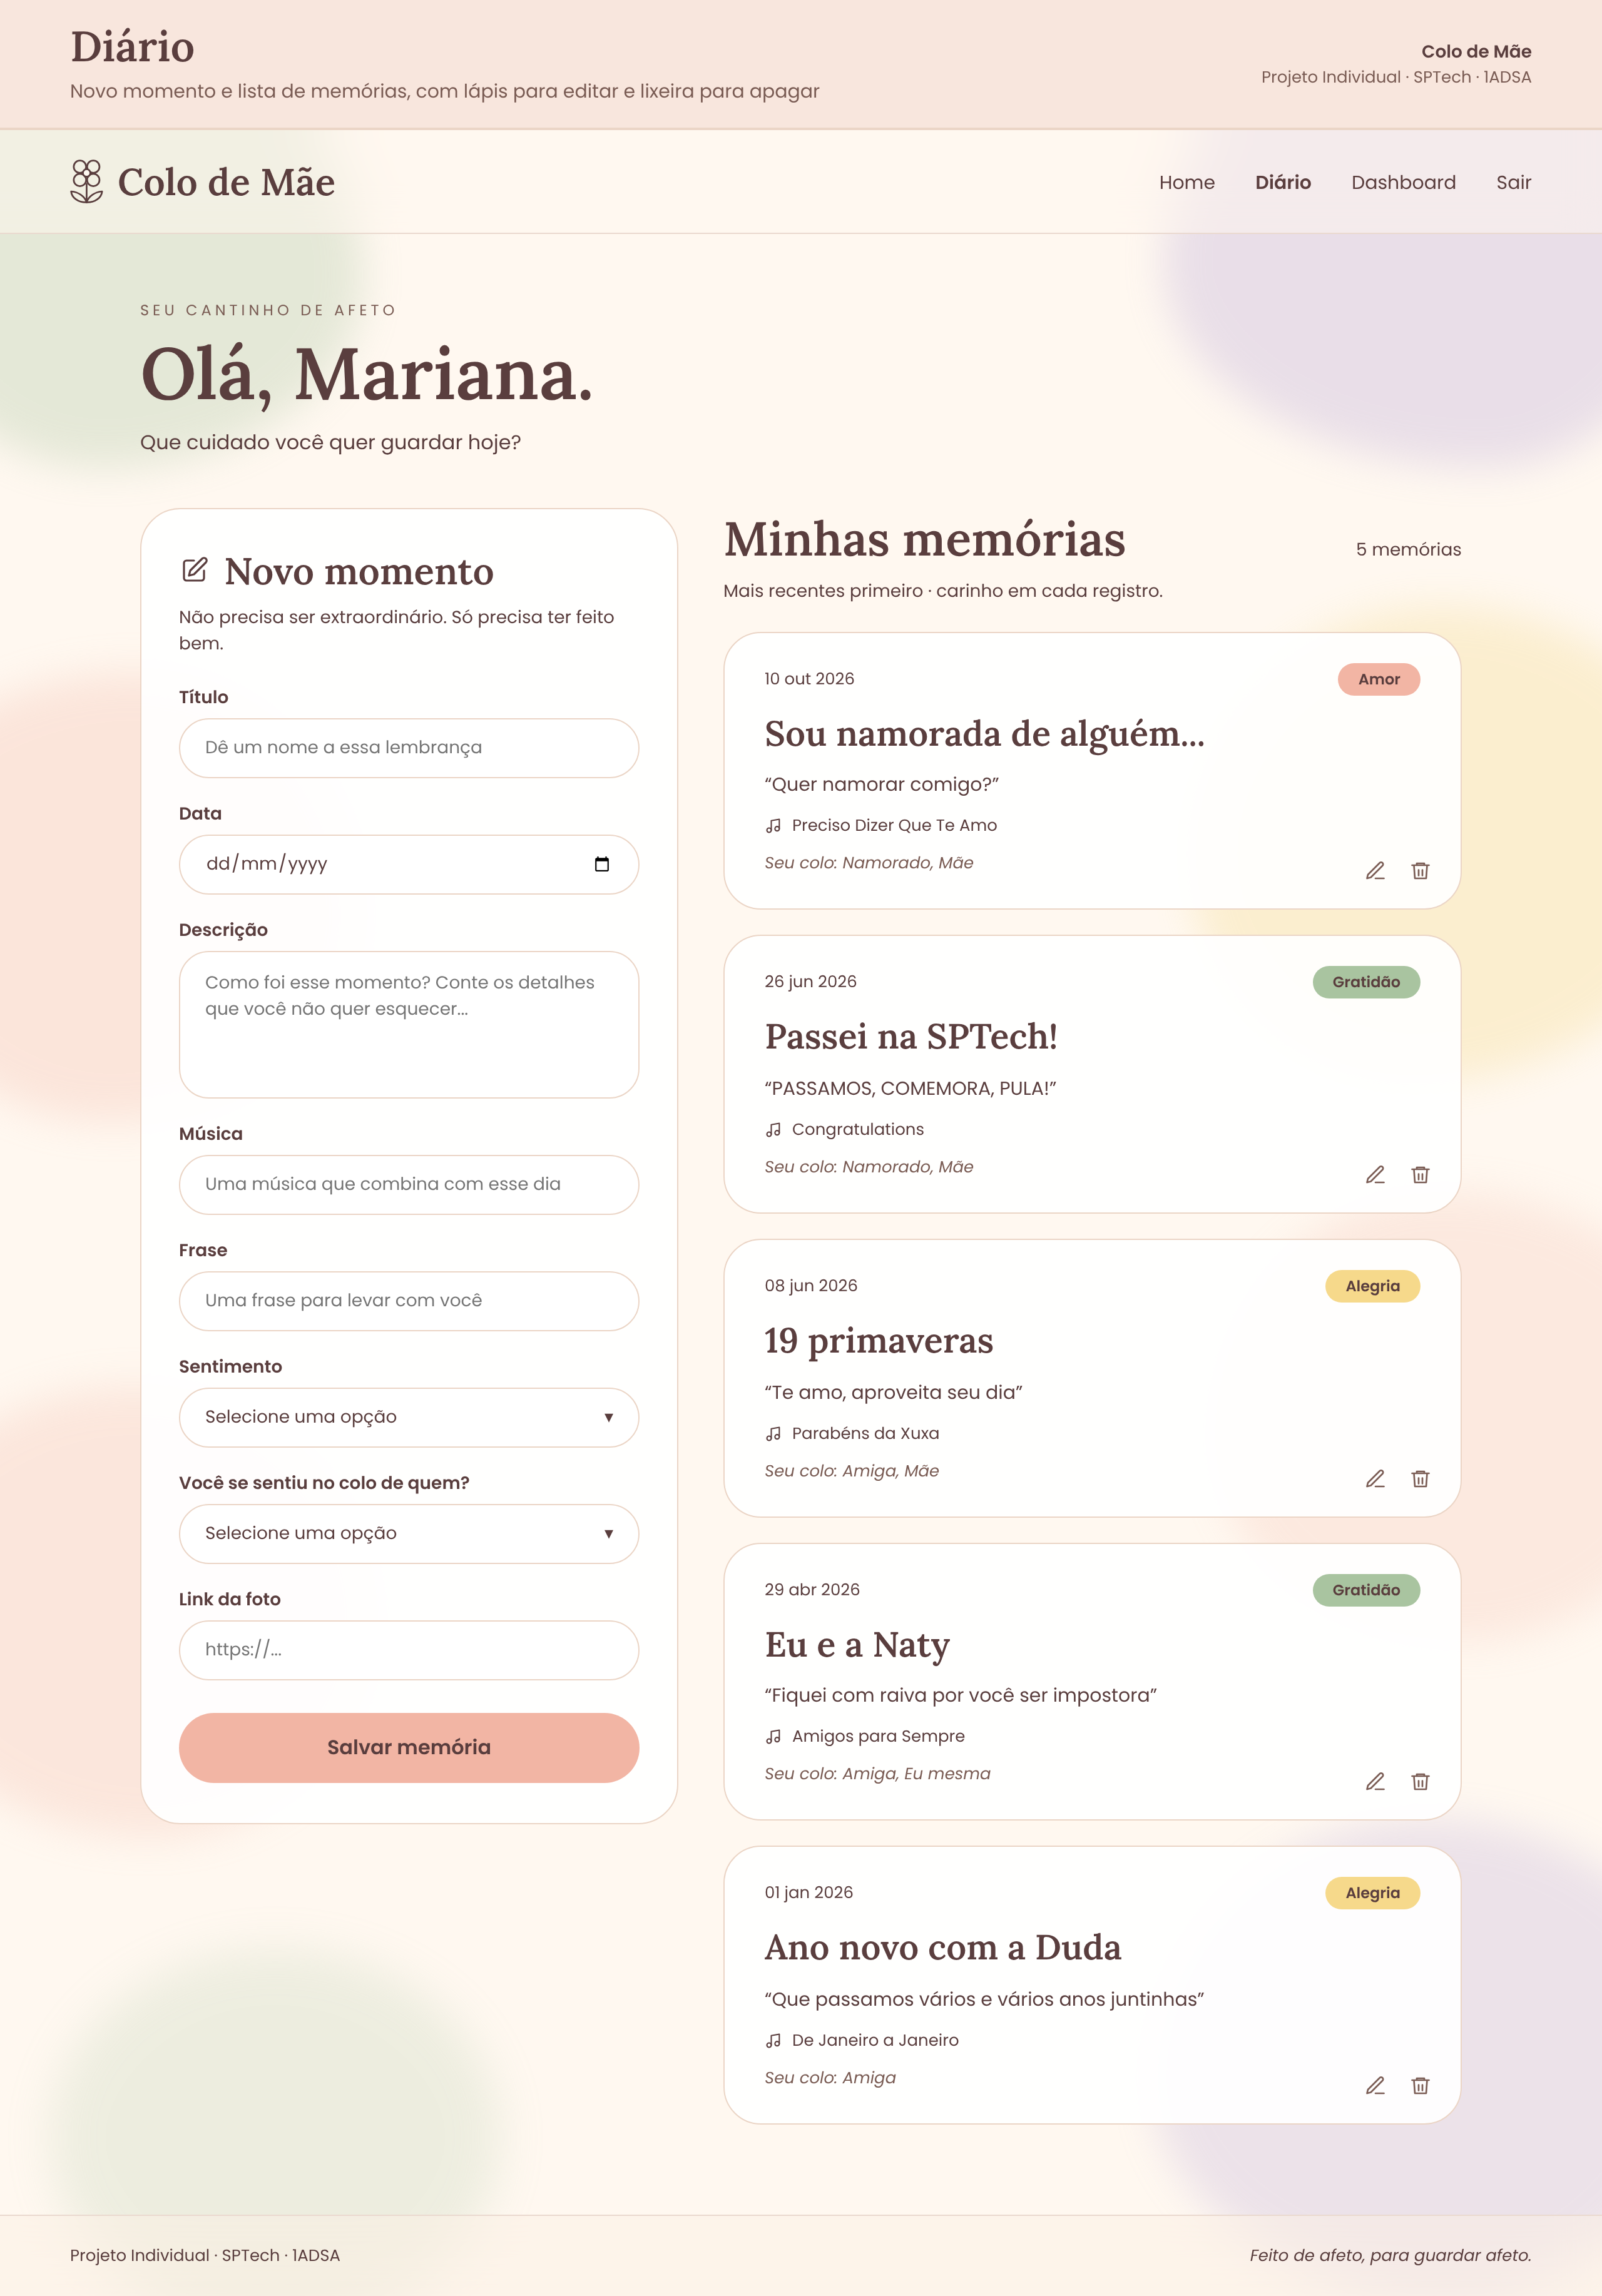 Diário
Novo momento e lista de memórias, com lápis para editar e lixeira para apagar
Colo de Mãe
Projeto Individual · SPTech · 1ADSA
Colo de Mãe
Home Diário Dashboard Sair
SEU CANTINHO DE AFETO
Olá, Mariana.
Que cuidado você quer guardar hoje?
Novo momento
Não precisa ser extraordinário. Só precisa ter feito
bem.
Título
Dê um nome a essa lembrança
Data
dd/mm/yyyy
Descrição
Como foi esse momento? Conte os detalhes
que você não quer esquecer...
Música
Uma música que combina com esse dia
Frase
Uma frase para levar com você
Sentimento
Selecione uma opção
Você se sentiu no colo de quem?
Selecione uma opção
Link da foto
https://...
Salvar memória
Minhas memórias
5 memórias
Mais recentes primeiro · carinho em cada registro.
10 out 2026
Amor
Sou namorada de alguém...
“Quer namorar comigo?”
Preciso Dizer Que Te Amo
Seu colo: Namorado, Mãe
26 jun 2026
Gratidão
Passei na SPTech!
“PASSAMOS, COMEMORA, PULA!”
Congratulations
Seu colo: Namorado, Mãe
08 jun 2026
Alegria
19 primaveras
“Te amo, aproveita seu dia”
Parabéns da Xuxa
Seu colo: Amiga, Mãe
29 abr 2026
Gratidão
Eu e a Naty
“Fiquei com raiva por você ser impostora”
Amigos para Sempre
Seu colo: Amiga, Eu mesma
01 jan 2026
Alegria
Ano novo com a Duda
“Que passamos vários e vários anos juntinhas”
De Janeiro a Janeiro
Seu colo: Amiga
Projeto Individual · SPTech · 1ADSA
Feito de afeto, para guardar afeto.